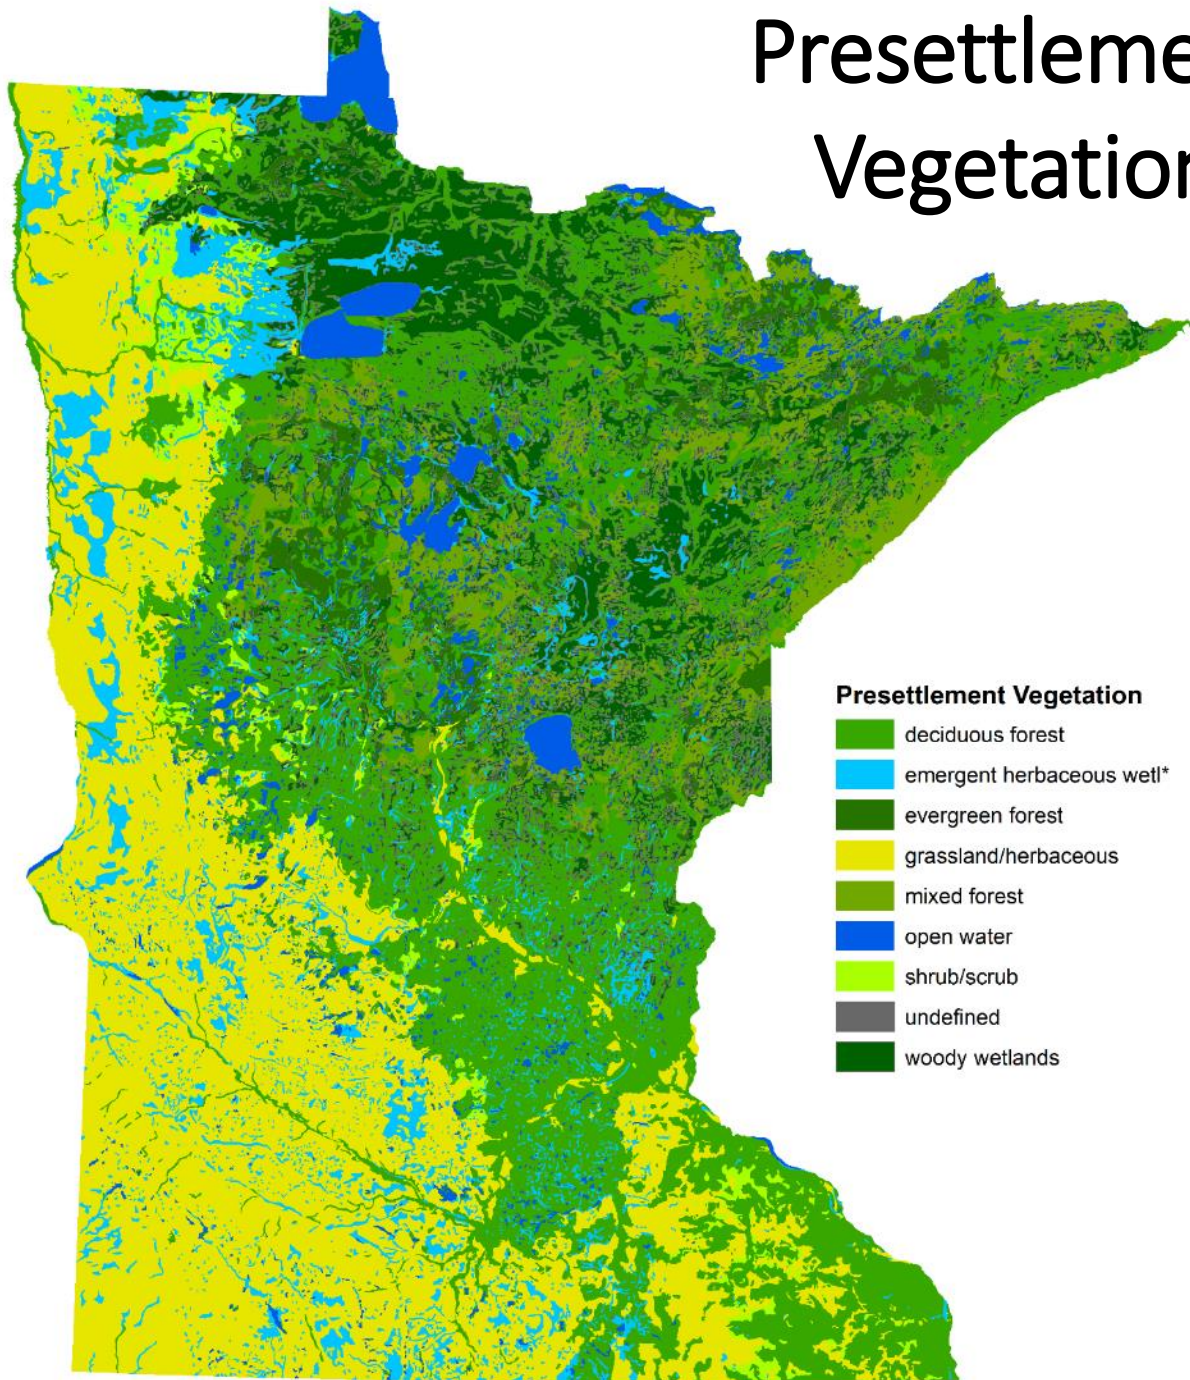 Presettleme
Vegetation
Presettlement Vegetation
deciduous forest
emergent herbaceous wetl*
evergreen forest
grassland/herbaceous
mixed forest
open water
shrub/scrub
undefined
woody wetlands